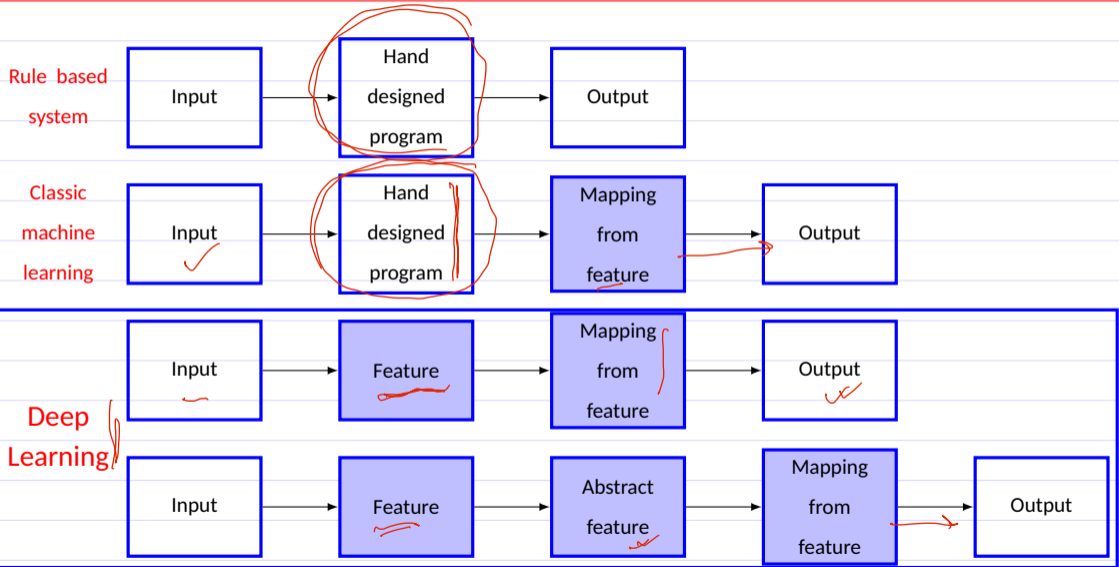 Rule based
system
Input
Hand
designed
program
Output
Classic
machine
learning
Input
Hand
designed
program
Mapping
from
feature
Output
Deep
Learning
Input
Feature
Mapping
from
feature
Output
Input
Feature
Abstract
feature
Mapping
from
feature
Output